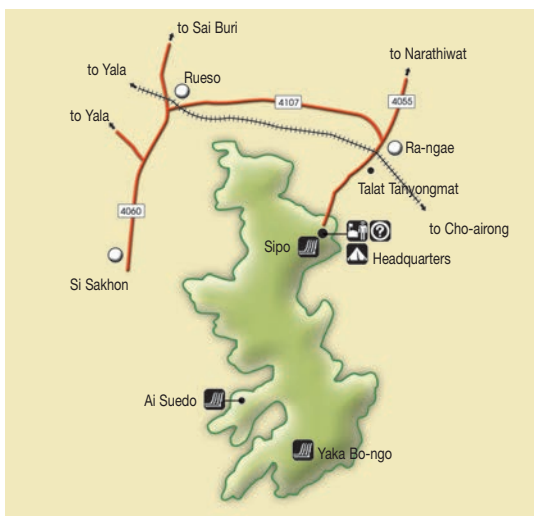 to Sai Buri
to Narathiwat
to Yala
Rueso
4107
4055
to Yala
Ra-ngae
Talat Tanyongmat
4060
to Cho-airong
Sipo
?
Headquarters
Si Sakhon
Ai Suedo
Yaka Bo-ngo